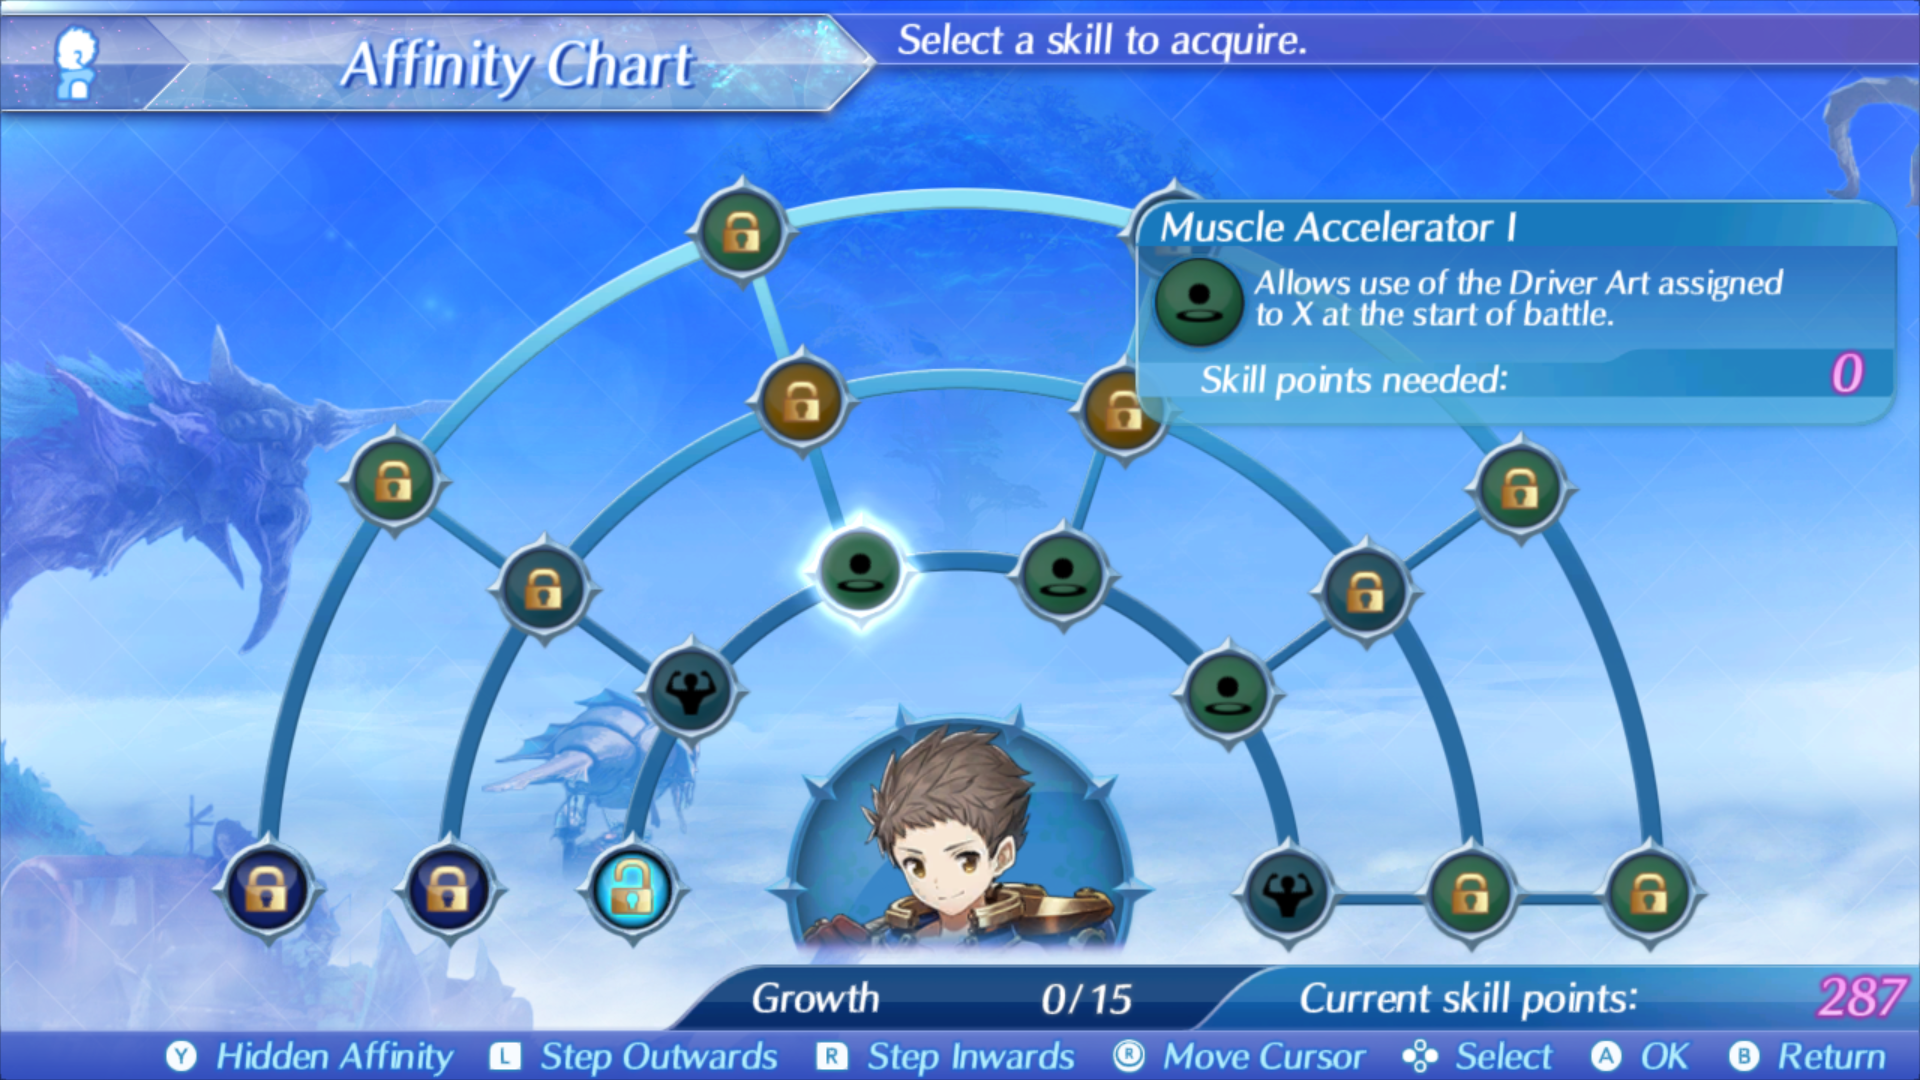 Affinity Chart
Select a skill to acquire.
Muscle Accelerator I
Allows use of the Driver Art assigned
to X at the start of battle.
Skill points needed: 0
Growth 0/15
Current skill points: 287
Y Hidden Affinity L Step Outwards R Step Inwards R Move Cursor Select A OK B Return